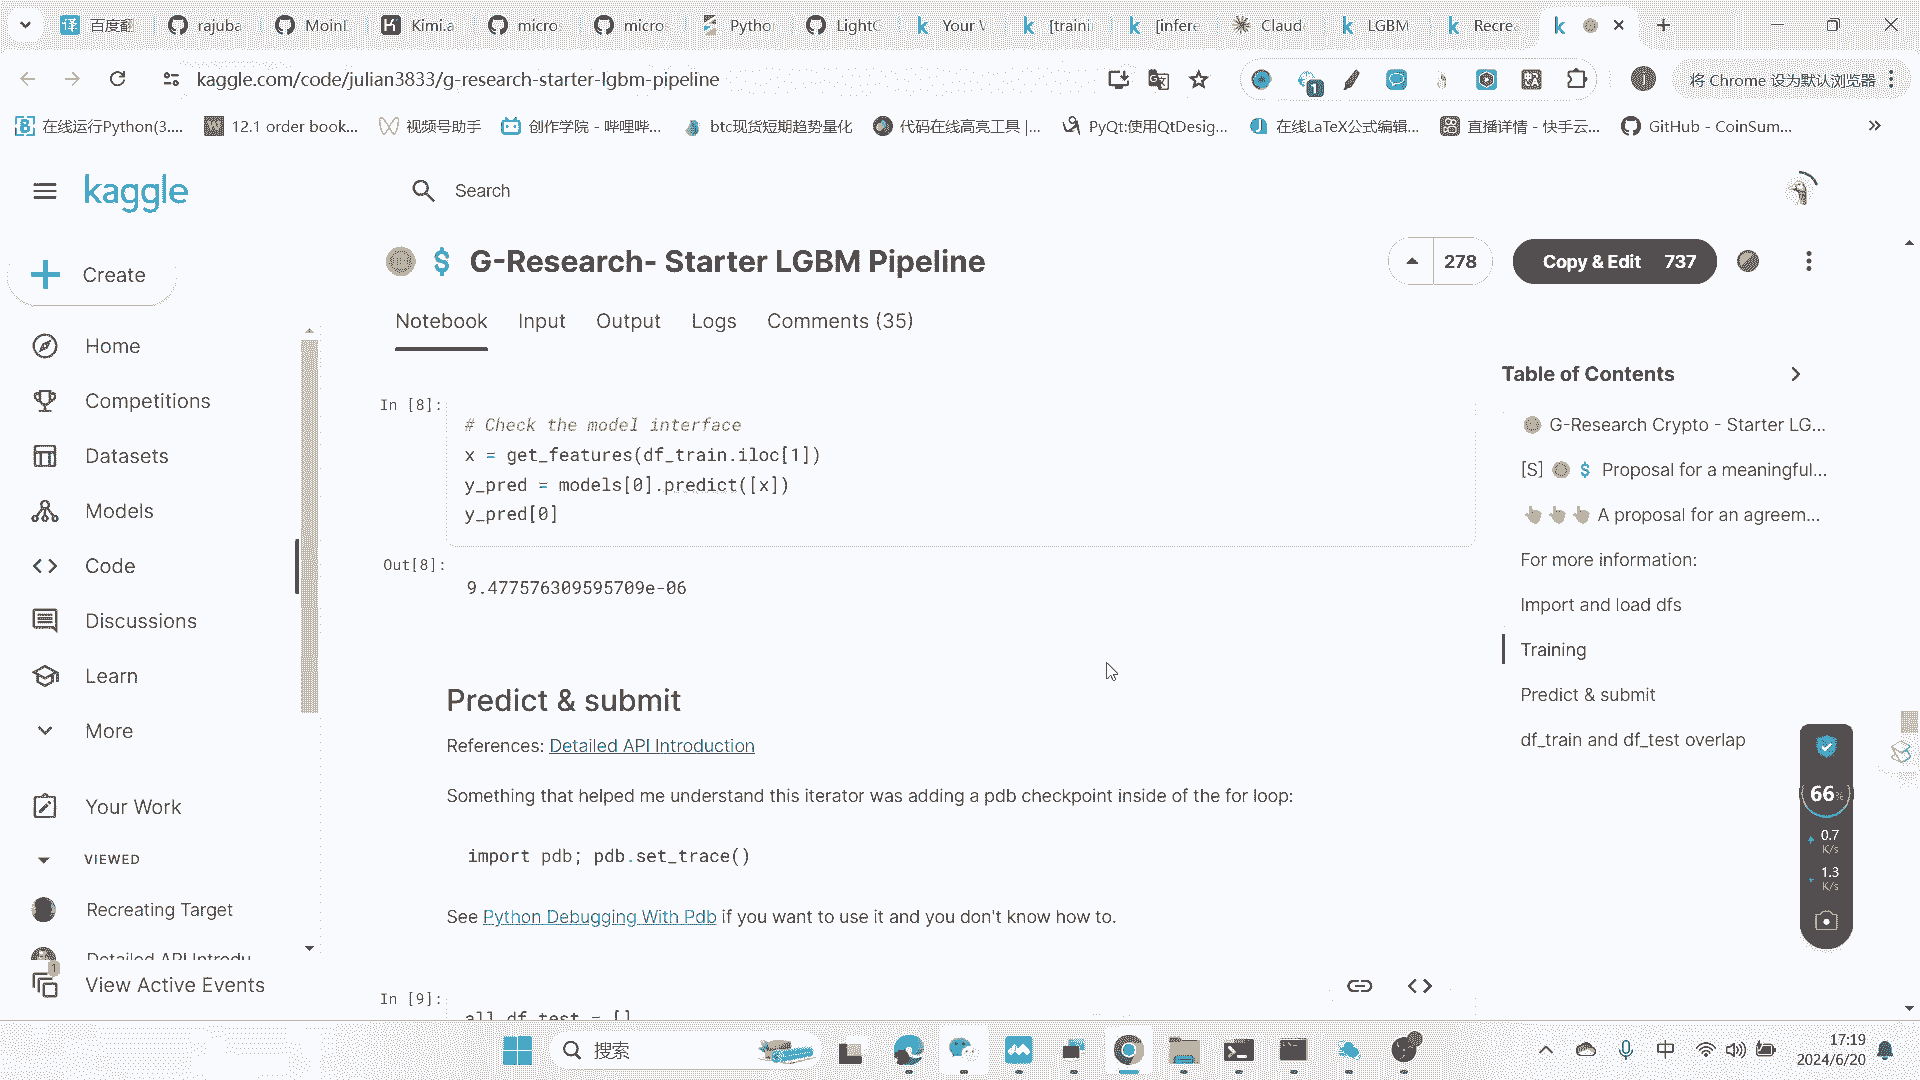 译 百度翻
rajuba
Moinl
Kimi.a
micro
micro
Pytho
LightG
Your W
[traini
[infere
Claud
LGBM
Recrea
kaggle.com/code/julian3833/g-research-starter-lgbm-pipeline
1
将 Chrome 设为默认浏览器
在线运行Python(3....
12.1 order book...
视频号助手
创作学院 - 哔哩哔...
btc现货短期趋势量化
代码在线高亮工具 |...
PyQt:使用QtDesig...
在线LaTeX公式编辑...
直播详情 - 快手云...
GitHub - CoinSum...
kaggle
Search
Create
Home
Competitions
Datasets
Models
Code
Discussions
Learn
More
Your Work
VIEWED
Recreating Target
Detailed API Introdu
1
View Active Events
$ G-Research- Starter LGBM Pipeline
278
Copy & Edit 737
Notebook
Input
Output
Logs
Comments (35)
In [8]:
# Check the model interface
x = get_features(df_train.iloc[1])
y_pred = models[0].predict([x])
y_pred[0]
Out[8]:
9.477576309595709e-06
Predict & submit
References: Detailed API Introduction
Something that helped me understand this iterator was adding a pdb checkpoint inside of the for loop:
import pdb; pdb.set_trace()
See Python Debugging With Pdb if you want to use it and you don't know how to.
In [9]:
all_df_test = []
Table of Contents
G-Research Crypto - Starter LG...
[S] $ Proposal for a meaningful...
A proposal for an agreem...
For more information:
Import and load dfs
Training
Predict & submit
df_train and df_test overlap
66%
0.7
K/s
1.3
K/s
搜索
中
17:19
2024/6/20